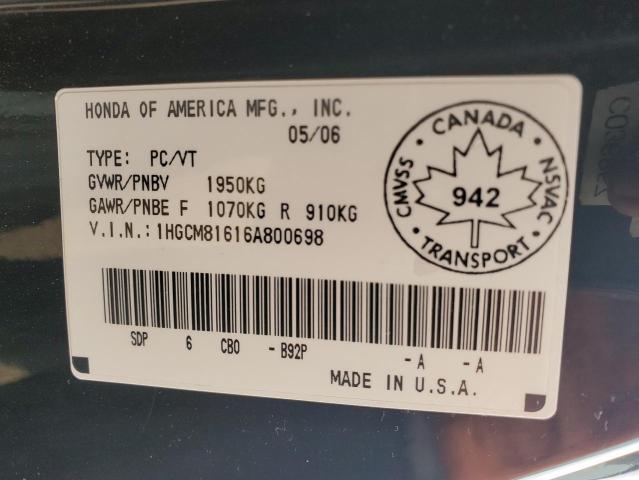 HONDA OF AMERICA MFG., INC.
05/06
TYPE: PC/VT
GVWR/PNBV 1950KG
GAWR/PNBE F 1070KG R 910KG
V.I.N.: 1HGCM81616A800698
CANADA
CMVSS NSVAC
942
TRANSPORT
SDP 6 CBO - B92P -A -A
MADE IN U.S.A.